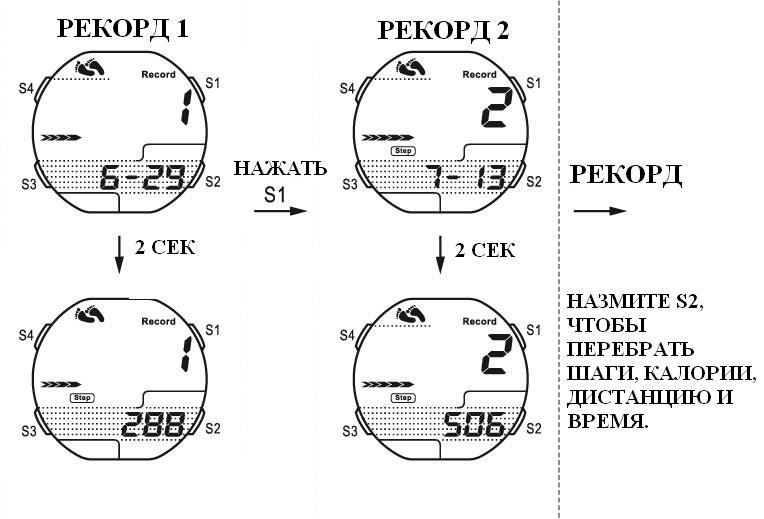 РЕКОРД 1
РЕКОРД 2
S4
Record
S1
1
6-29
S3
S2
S4
Record
S1
2
Step
7-13
S3
S2
НАЖАТЬ
S1
РЕКОРД
2 СЕК
2 СЕК
S4
Record
S1
1
Step
288
S3
S2
S4
Record
S1
2
Step
506
S3
S2
НАЗМИТЕ S2,
ЧТОБЫ
ПЕРЕБРАТЬ
ШАГИ, КАЛОРИИ,
ДИСТАНЦИЮ И
ВРЕМЯ.